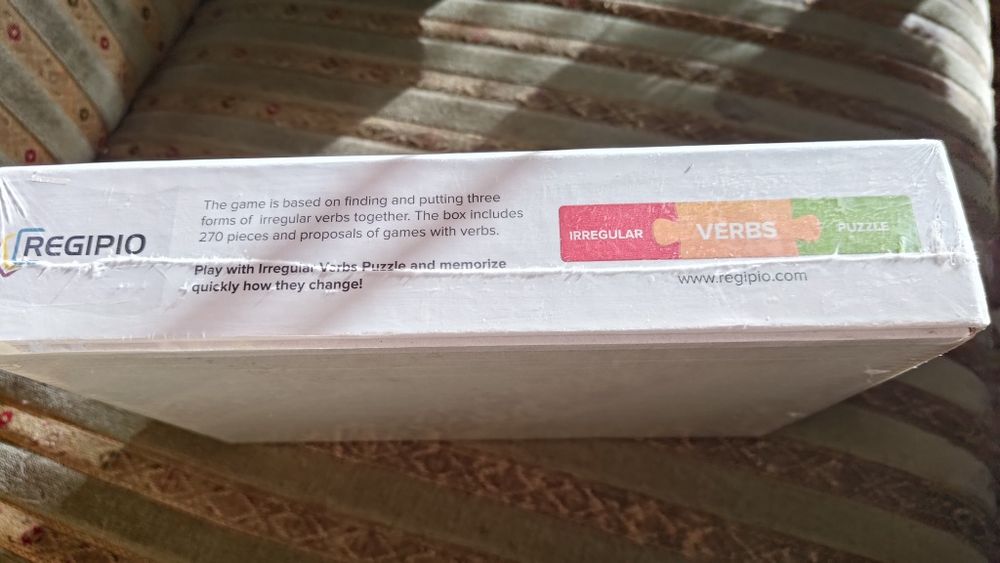 REGIPIO
The game is based on finding and putting three
forms of irregular verbs together. The box includes
270 pieces and proposals of games with verbs.
Play with Irregular Verbs Puzzle and memorize
quickly how they change!
IRREGULAR VERBS PUZZLE
www.regipio.com